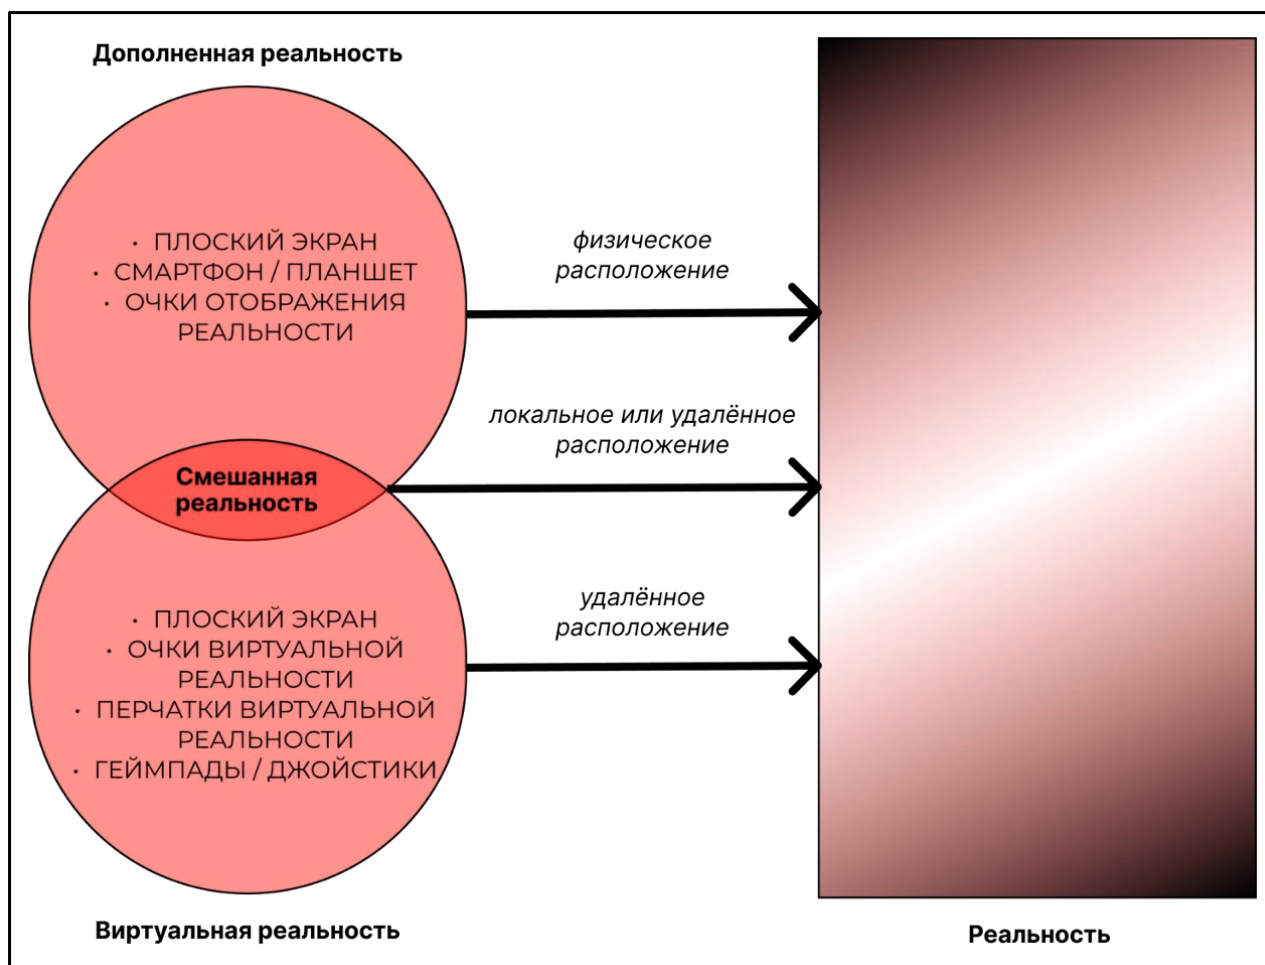 Дополненная реальность
• ПЛОСКИЙ ЭКРАН
• СМАРТФОН / ПЛАНШЕТ
• ОЧКИ ОТОБРАЖЕНИЯ
РЕАЛЬНОСТИ
физическое
расположение
локальное или удалённое
расположение
Смешанная
реальность
удалённое
расположение
• ПЛОСКИЙ ЭКРАН
• ОЧКИ ВИРТУАЛЬНОЙ
РЕАЛЬНОСТИ
• ПЕРЧАТКИ ВИРТУАЛЬНОЙ
РЕАЛЬНОСТИ
• ГЕЙМПАДЫ / ДЖОЙСТИКИ
Виртуальная реальность
Реальность